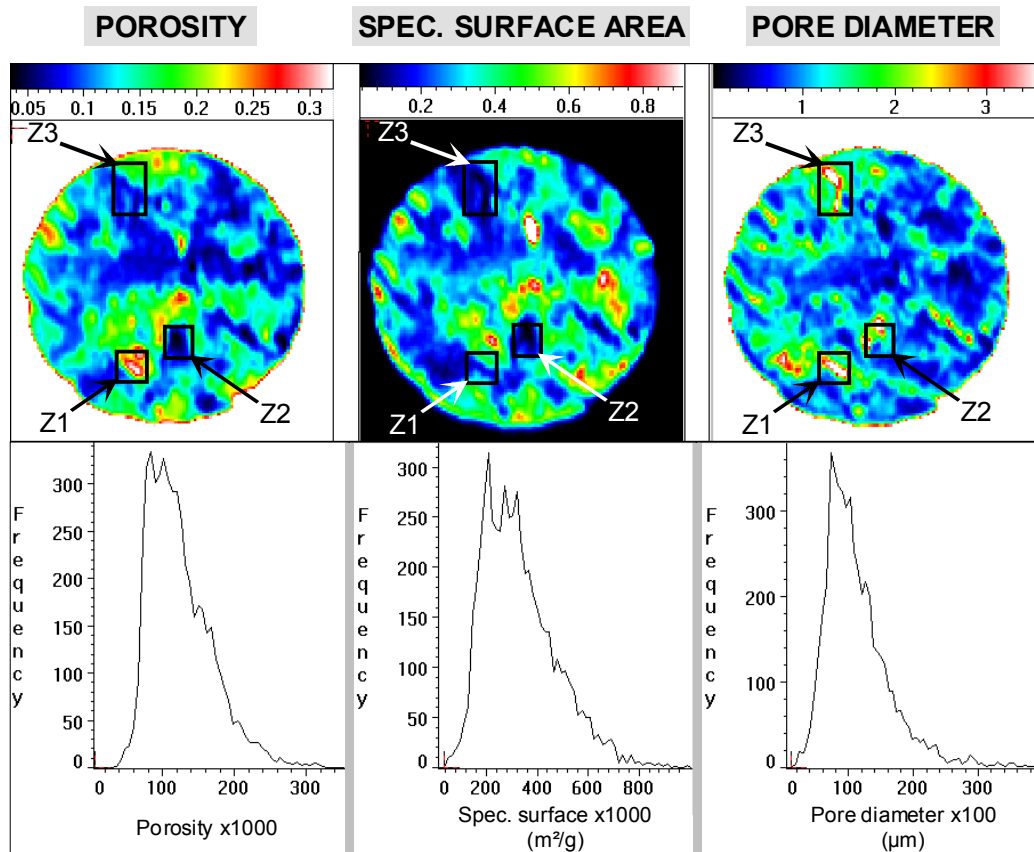 POROSITY SPEC. SURFACE AREA PORE DIAMETER
0.05 0.1 0.15 0.2 0.25 0.3 0.2 0.4 0.6 0.8 1 2 3
Z3 Z3 Z3
Z1 Z2 Z1 Z2 Z1 Z2
Frequency Frequency Frequency
300 300 300
250 250
200 200 200
150 150
100 100 100
50 50
0 0 0
0 100 200 300 0 200 400 600 800 0 100 200 300
Porosity x1000 Spec. surface x1000 Pore diameter x100
(m²/g) (µm)